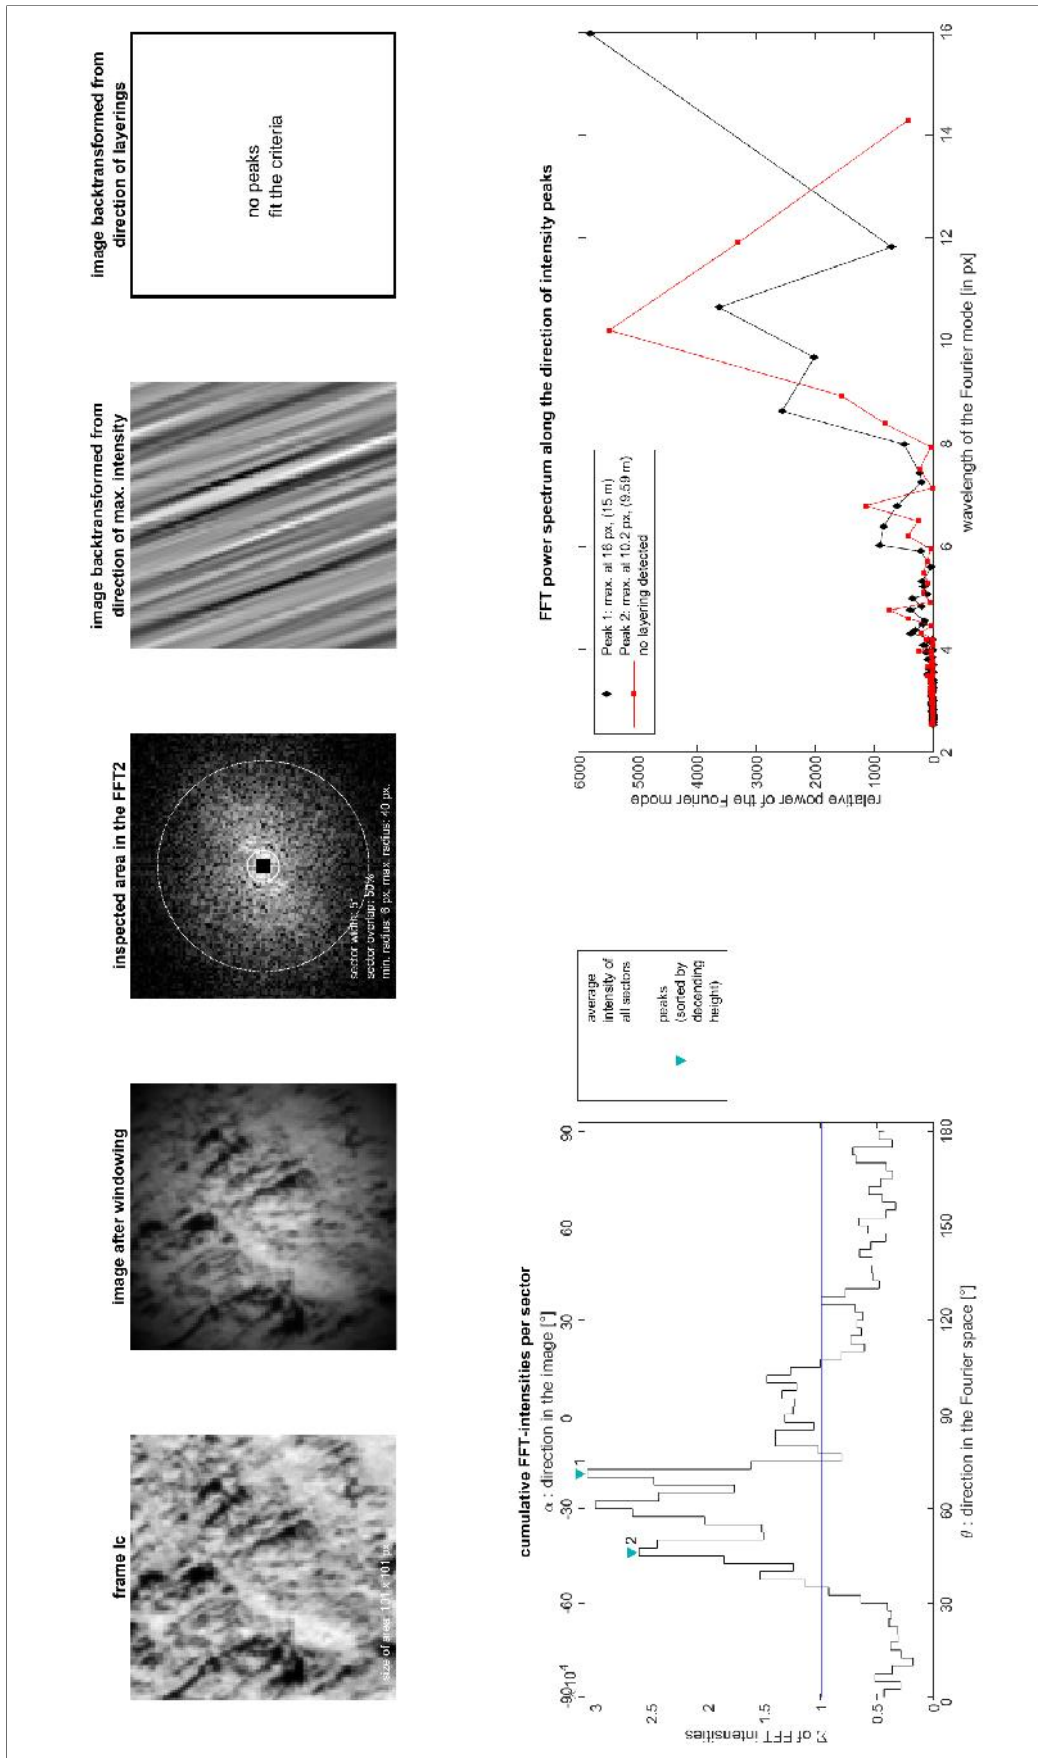 frame Ic
size of area: 101 x 101 px.
image after windowing
inspected area in the FFT2
sector width: 5°
sector overlap: 50%
min. radius: 6 px. max. radius: 40 px.
image backtransformed from
direction of max. intensity
image backtransformed from
direction of layerings
no peaks
fit the criteria
cumulative FFT-intensities per sector
α : direction in the image [°]
-90 -60 -30 0 30 60 90
10⁴
3
2.5
2
1.5
1
0.5
0
Σ of FFT intensities
1
2
0 30 60 90 120 150 180
θ : direction in the Fourier space [°]
average
intensity of
all sectors
peaks
(sorted by
decending
height)
FFT power spectrum along the direction of intensity peaks
6000
5000
4000
3000
2000
1000
0
relative power of the Fourier mode
Peak 1: max. at 16 px, (15 m)
Peak 2: max. at 10.2 px, (9.59 m)
no layering detected
2 4 6 8 10 12 14 16
wavelength of the Fourier mode [in px]